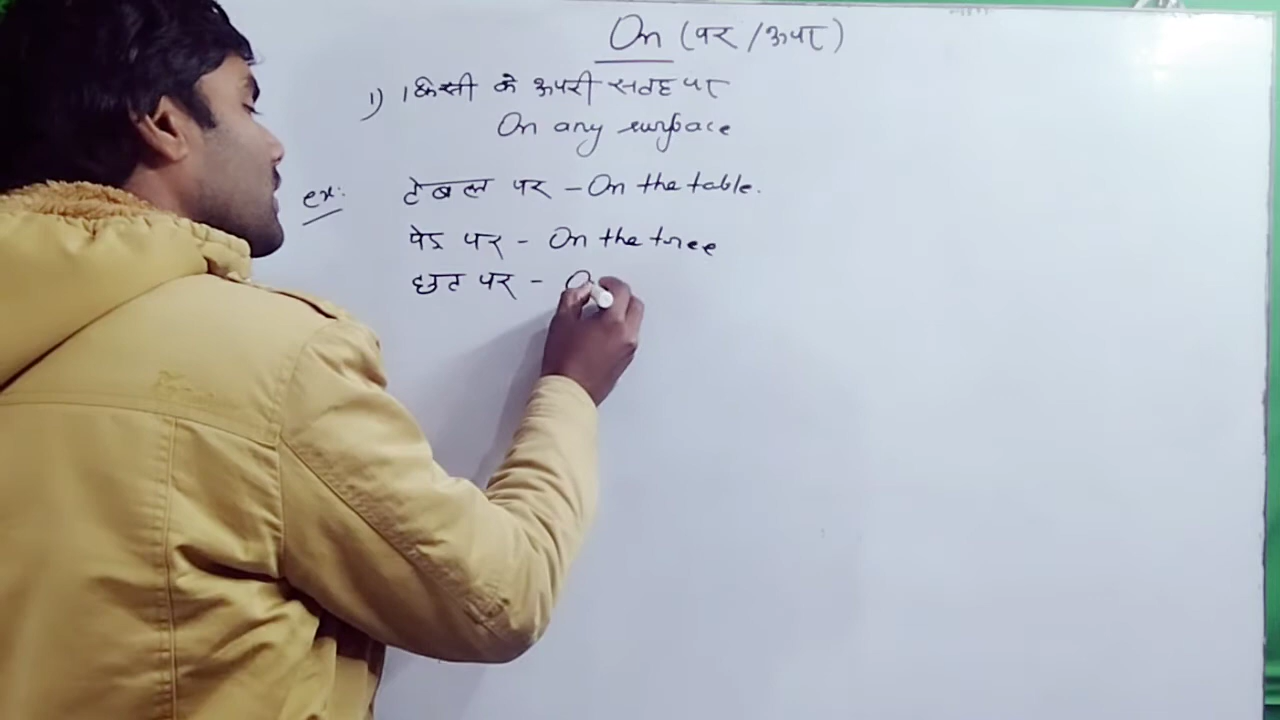 On (पर / ऊपर)
1) किसी के ऊपरी सतह पर
On any surface
ex: टेबल पर – On the table.
पेड़ पर – On the tree
छत पर – O